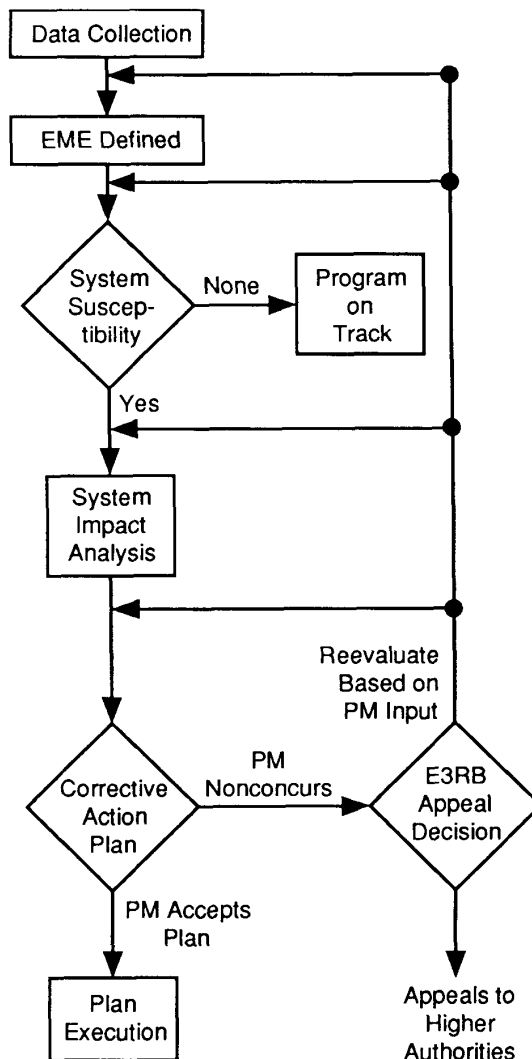 Data Collection
EME Defined
System
Suscep-
tibility
None
Program
on
Track
Yes
System
Impact
Analysis
Reevaluate
Based on
PM Input
Corrective
Action
Plan
PM
Nonconcurs
E3RB
Appeal
Decision
PM Accepts
Plan
Plan
Execution
Appeals to
Higher
Authorities